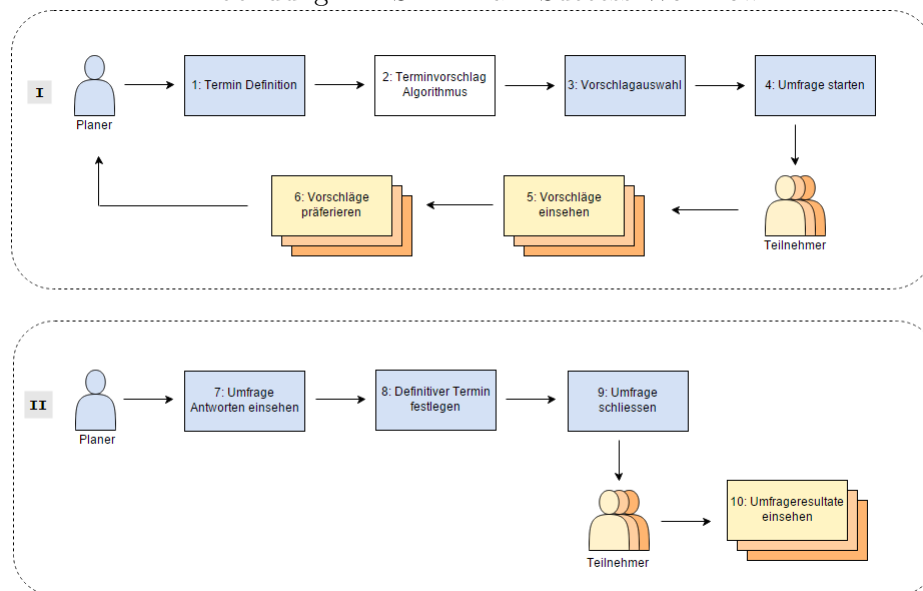 I
Planer
1: Termin Definition
2: Terminvorschlag
Algorithmus
3: Vorschlagauswahl
4: Umfrage starten
6: Vorschläge
präferieren
5: Vorschläge
einsehen
Teilnehmer
II
Planer
7: Umfrage
Antworten einsehen
8: Definitiver Termin
festlegen
9: Umfrage
schliessen
Teilnehmer
10: Umfrageresultate
einsehen